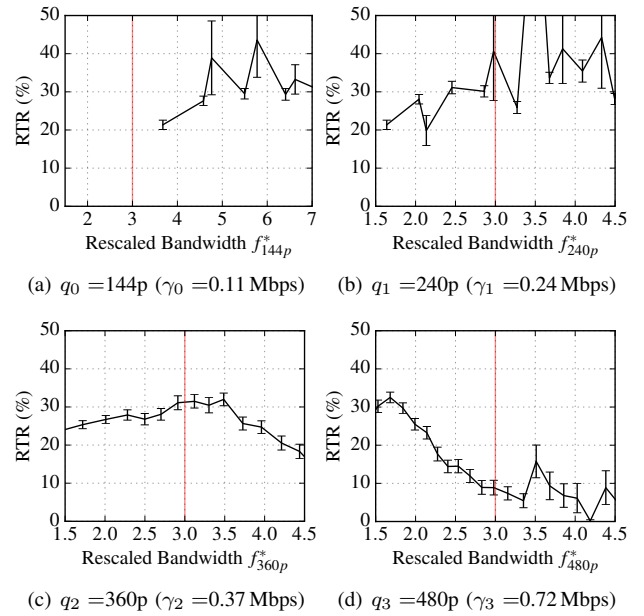 50
40
30
20
10
0
RTR (%)
2 3 4 5 6 7
Rescaled Bandwidth f*144p
(a) q0 =144p (γ0 =0.11 Mbps)
50
40
30
20
10
0
RTR (%)
1.5 2.0 2.5 3.0 3.5 4.0 4.5
Rescaled Bandwidth f*240p
(b) q1 =240p (γ1 =0.24 Mbps)
50
40
30
20
10
0
RTR (%)
1.5 2.0 2.5 3.0 3.5 4.0 4.5
Rescaled Bandwidth f*360p
(c) q2 =360p (γ2 =0.37 Mbps)
50
40
30
20
10
0
RTR (%)
1.5 2.0 2.5 3.0 3.5 4.0 4.5
Rescaled Bandwidth f*480p
(d) q3 =480p (γ3 =0.72 Mbps)